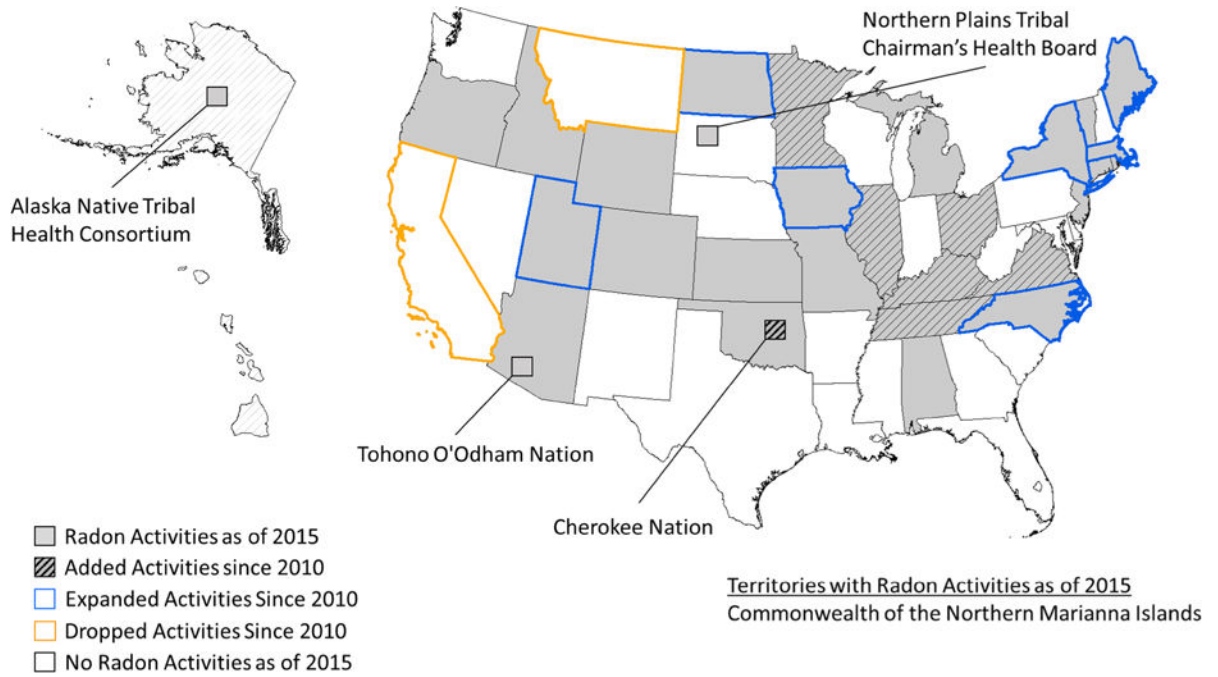 Northern Plains Tribal
Chairman's Health Board
Alaska Native Tribal
Health Consortium
Tohono O'Odham Nation
Cherokee Nation
Radon Activities as of 2015
Added Activities since 2010
Expanded Activities Since 2010
Dropped Activities Since 2010
No Radon Activities as of 2015
Territories with Radon Activities as of 2015
Commonwealth of the Northern Marianna Islands